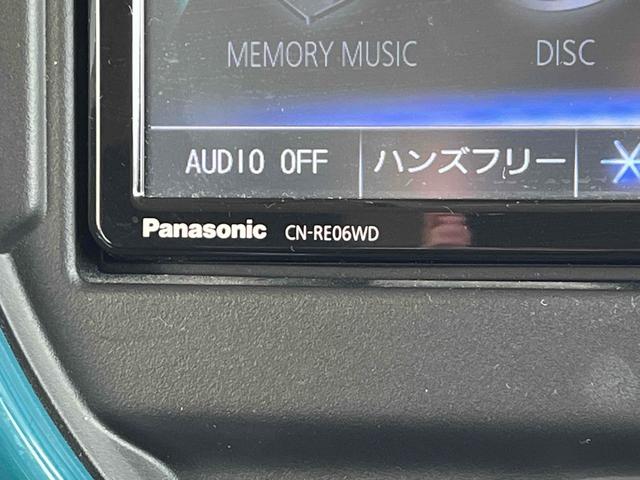 MEMORY MUSIC DISC
AUDIO OFF ハンズフリー
Panasonic CN-RE06WD